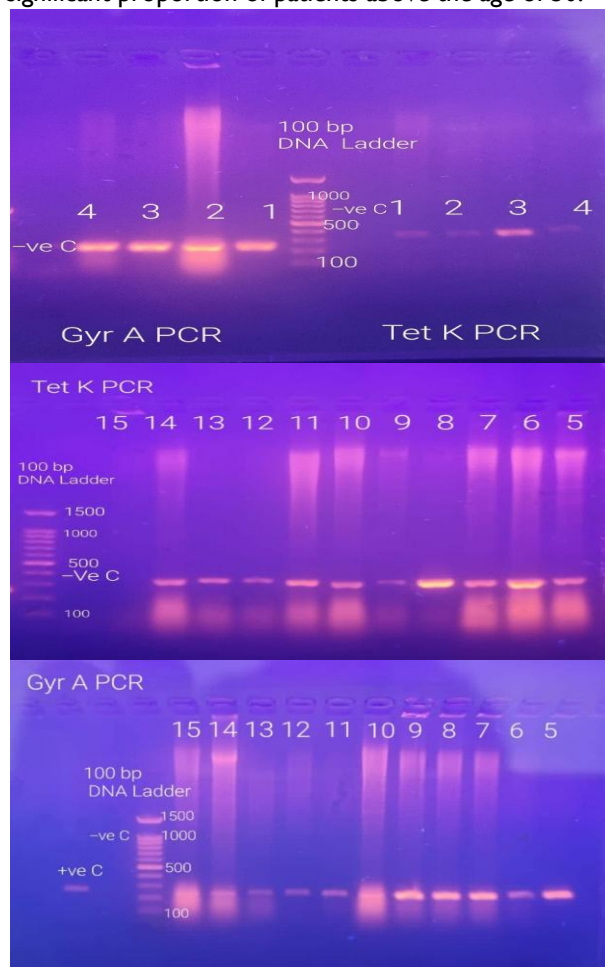 significant proportion of patients above the age of 50.
100 bp
DNA Ladder
1000
4 3 2 1 -ve C1 2 3 4
500
-ve C
100
Gyr A PCR Tet K PCR
Tet K PCR
15 14 13 12 11 10 9 8 7 6 5
100 bp
DNA Ladder
1500
1000
500
-Ve C
100
Gyr A PCR
15 14 13 12 11 10 9 8 7 6 5
100 bp
DNA Ladder
1500
-ve C 1000
+ve C 500
100